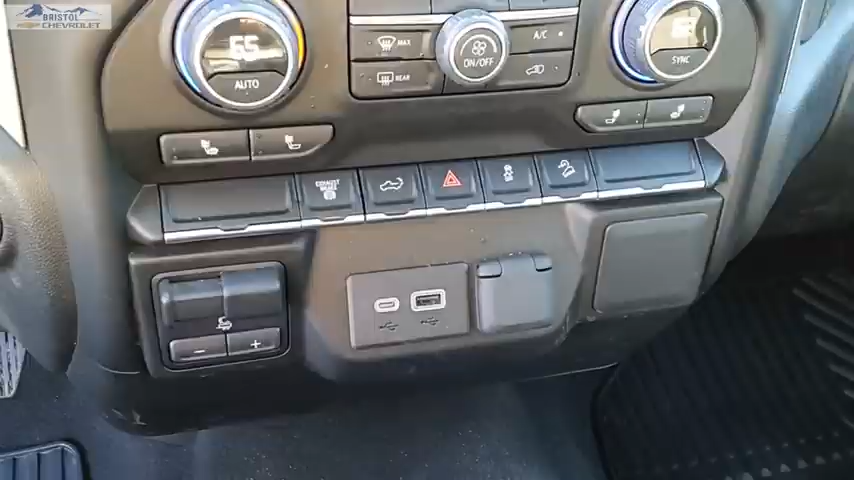 BRISTOL
CHEVROLET
65
AUTO
MAX
REAR
ON/OFF
A/C
SYNC
EXHAUST
BRAKE
- +